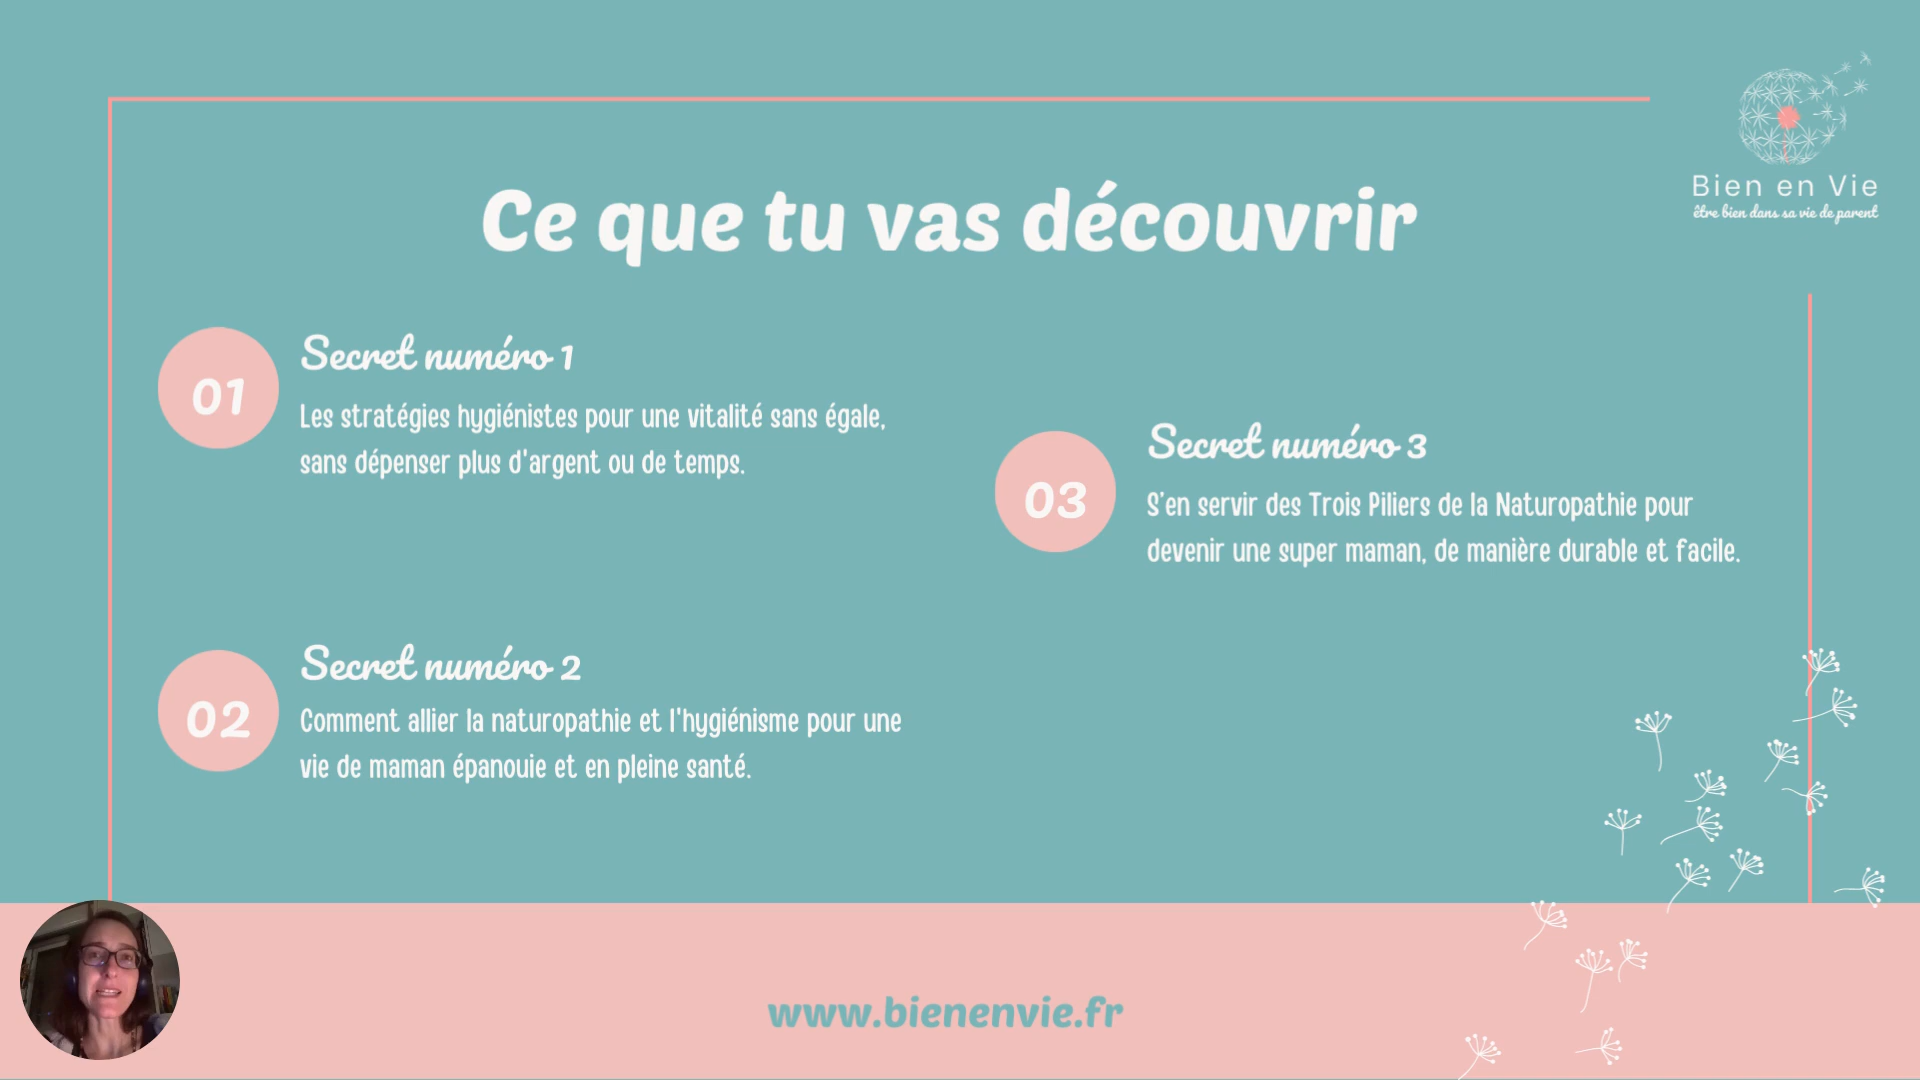 Bien en Vie
être bien dans sa vie de parent
Ce que tu vas découvrir
01
Secret numéro 1
Les stratégies hygiénistes pour une vitalité sans égale,
sans dépenser plus d'argent ou de temps.
02
Secret numéro 2
Comment allier la naturopathie et l'hygiénisme pour une
vie de maman épanouie et en pleine santé.
03
Secret numéro 3
S'en servir des Trois Piliers de la Naturopathie pour
devenir une super maman, de manière durable et facile.
www.bienenvie.fr